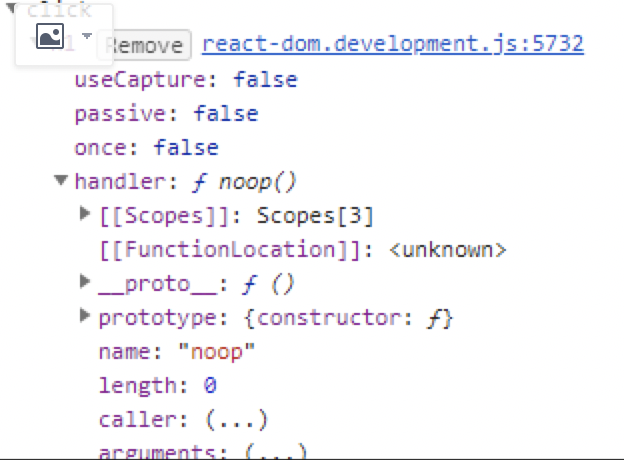 click
Remove react-dom.development.js:5732
useCapture: false
passive: false
once: false
handler: ƒ noop()
[[Scopes]]: Scopes[3]
[[FunctionLocation]]: <unknown>
__proto__: ƒ ()
prototype: {constructor: ƒ}
name: "noop"
length: 0
caller: (...)
arguments: (...)